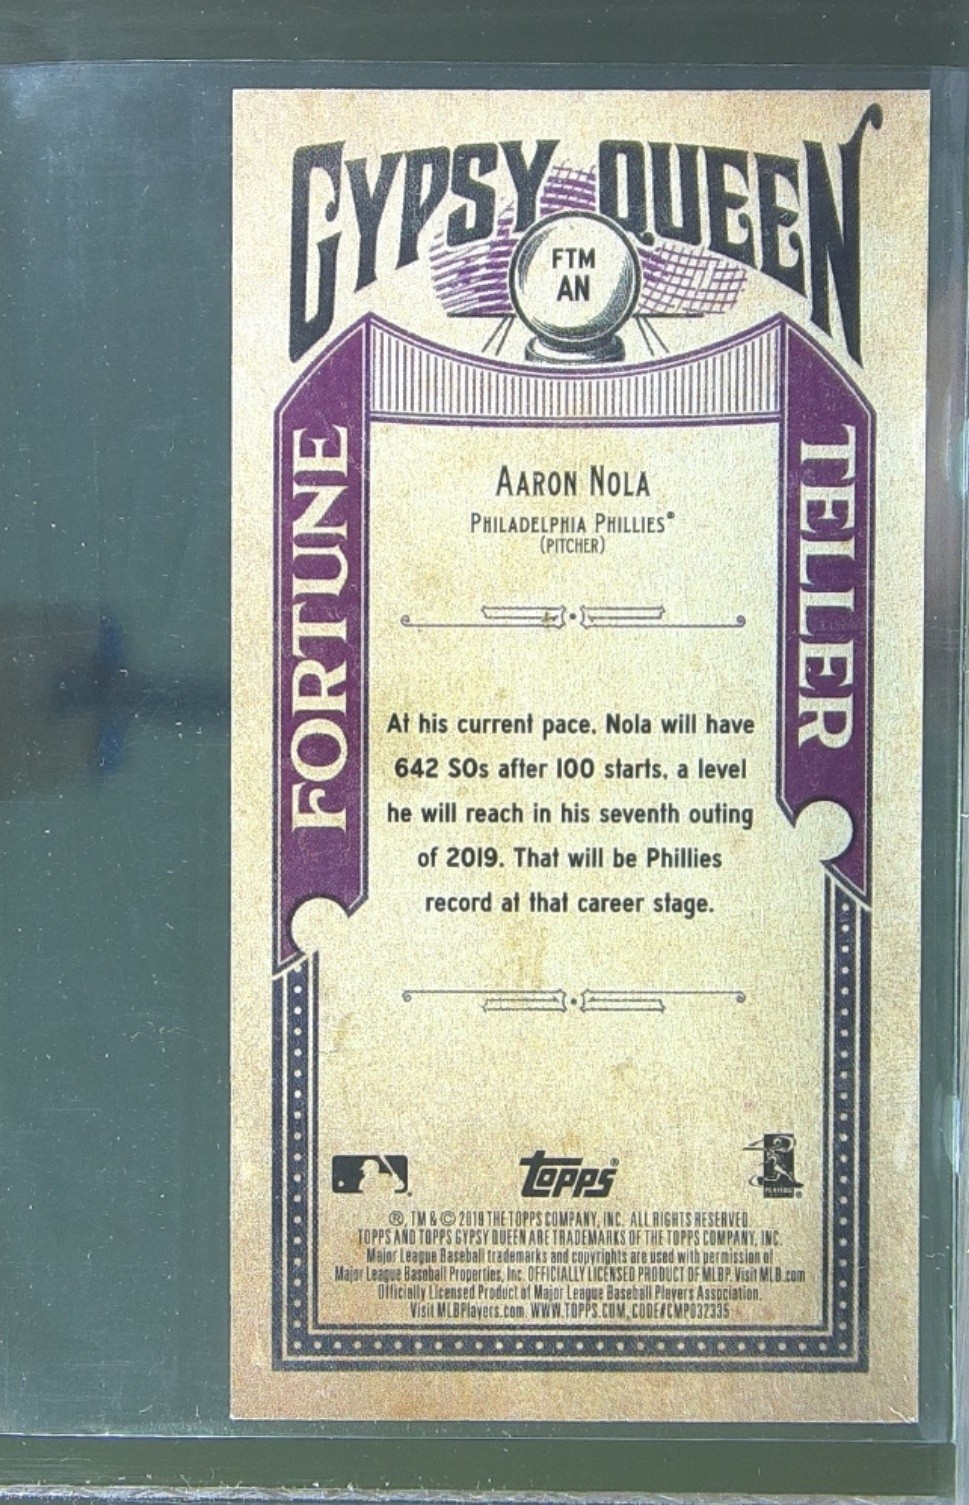 GYPSY QUEEN
FTM
AN
FORTUNE
TELLER
AARON NOLA
PHILADELPHIA PHILLIES®
(PITCHER)
At his current pace, Nola will have
642 SOs after 100 starts, a level
he will reach in his seventh outing
of 2019. That will be Phillies
record at that career stage.
topps®
PLAYERS
®, TM & © 2019 THE TOPPS COMPANY, INC. ALL RIGHTS RESERVED.
TOPPS AND TOPPS GYPSY QUEEN ARE TRADEMARKS OF THE TOPPS COMPANY, INC.
Major League Baseball trademarks and copyrights are used with permission of
Major League Baseball Properties, Inc. OFFICIALLY LICENSED PRODUCT OF MLBP. Visit MLB.com
Officially Licensed Product of Major League Baseball Players Association.
Visit MLBPlayers.com. WWW.TOPPS.COM, CODE#CMP032335